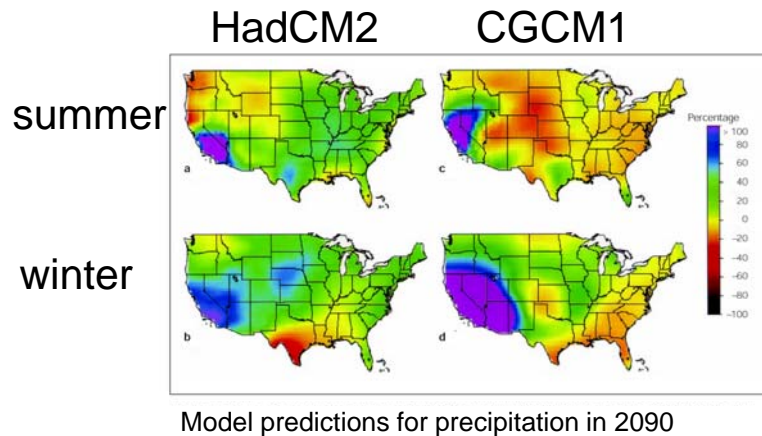 HadCM2 CGCM1
summer
a c
Percentage
> 100
80
60
40
20
0
–20
–40
–60
–80
–100
winter
b d
Model predictions for precipitation in 2090